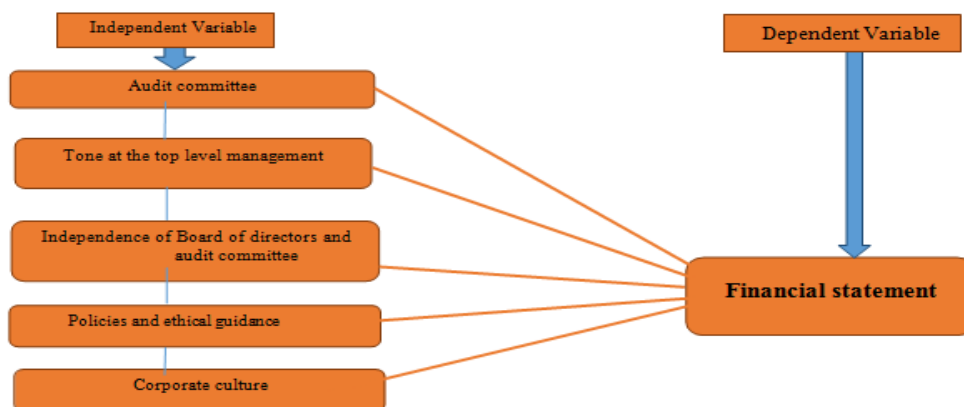 Independent Variable
Dependent Variable
Audit committee
Tone at the top level management
Independence of Board of directors and
audit committee
Financial statement
Policies and ethical guidance
Corporate culture